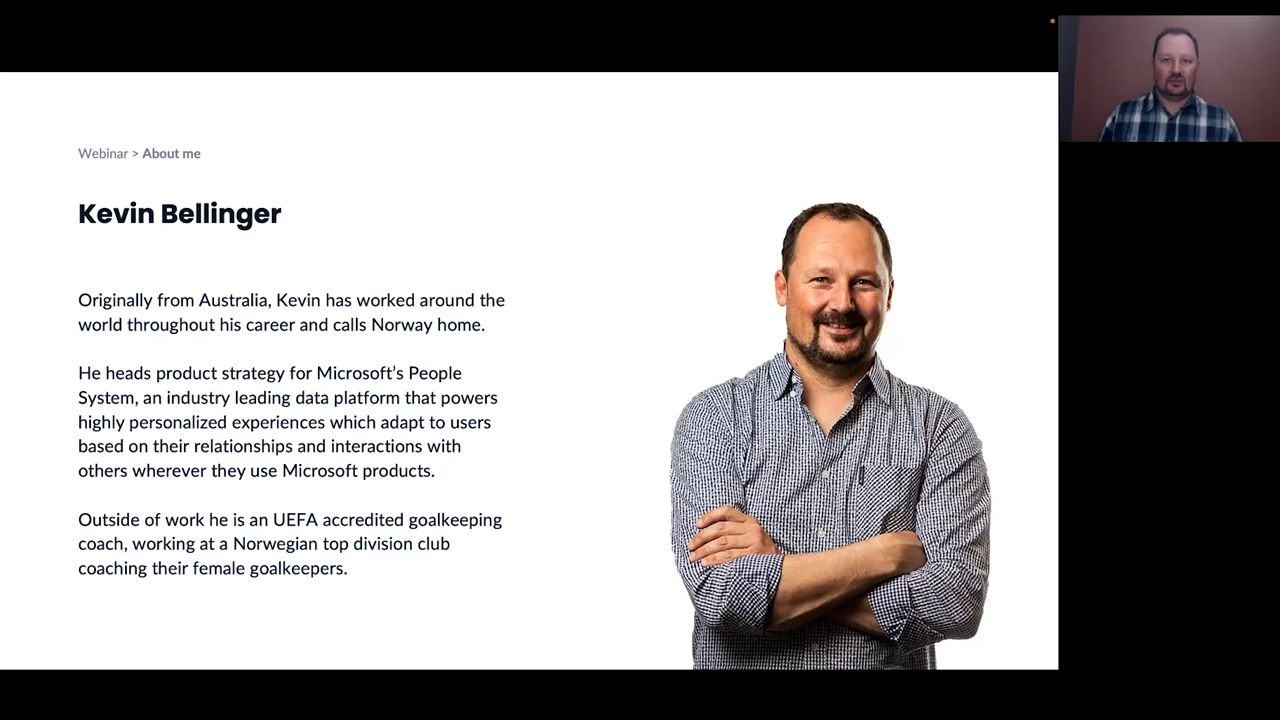 Webinar > About me
Kevin Bellinger
Originally from Australia, Kevin has worked around the
world throughout his career and calls Norway home.
He heads product strategy for Microsoft’s People
System, an industry leading data platform that powers
highly personalized experiences which adapt to users
based on their relationships and interactions with
others wherever they use Microsoft products.
Outside of work he is an UEFA accredited goalkeeping
coach, working at a Norwegian top division club
coaching their female goalkeepers.